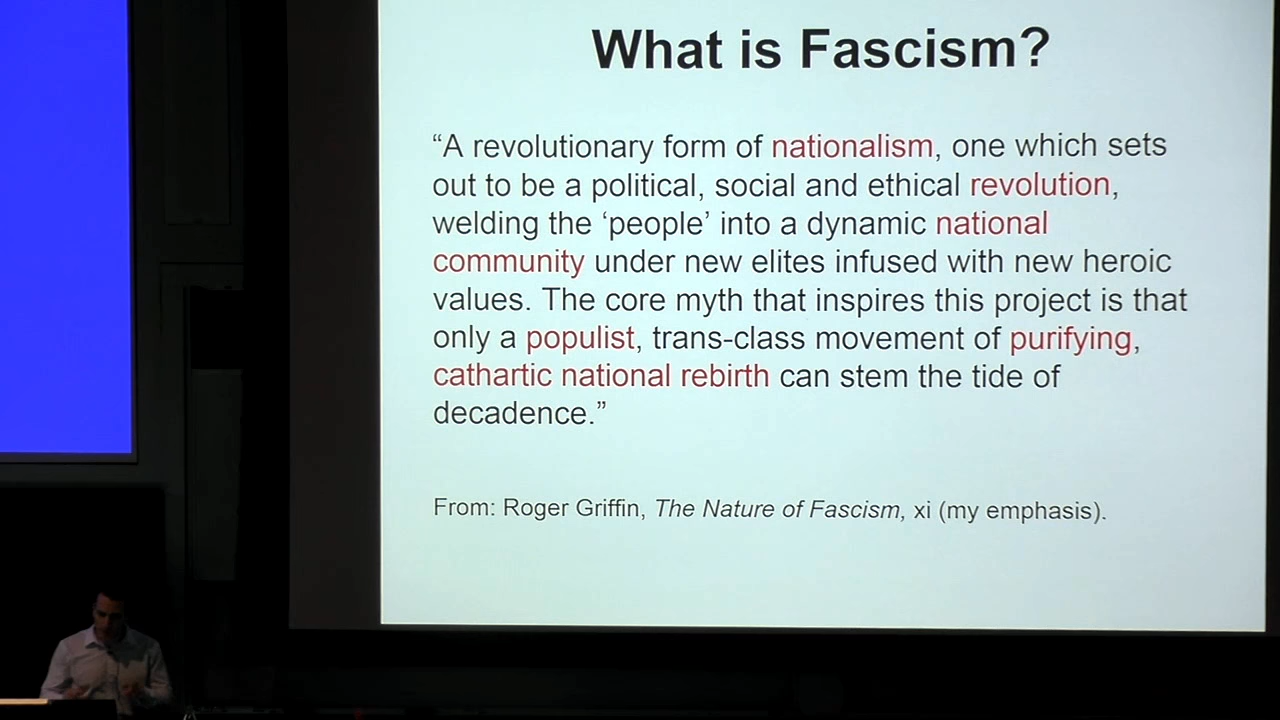 What is Fascism?
“A revolutionary form of nationalism, one which sets
out to be a political, social and ethical revolution,
welding the ‘people’ into a dynamic national
community under new elites infused with new heroic
values. The core myth that inspires this project is that
only a populist, trans-class movement of purifying,
cathartic national rebirth can stem the tide of
decadence.”
From: Roger Griffin, The Nature of Fascism, xi (my emphasis).